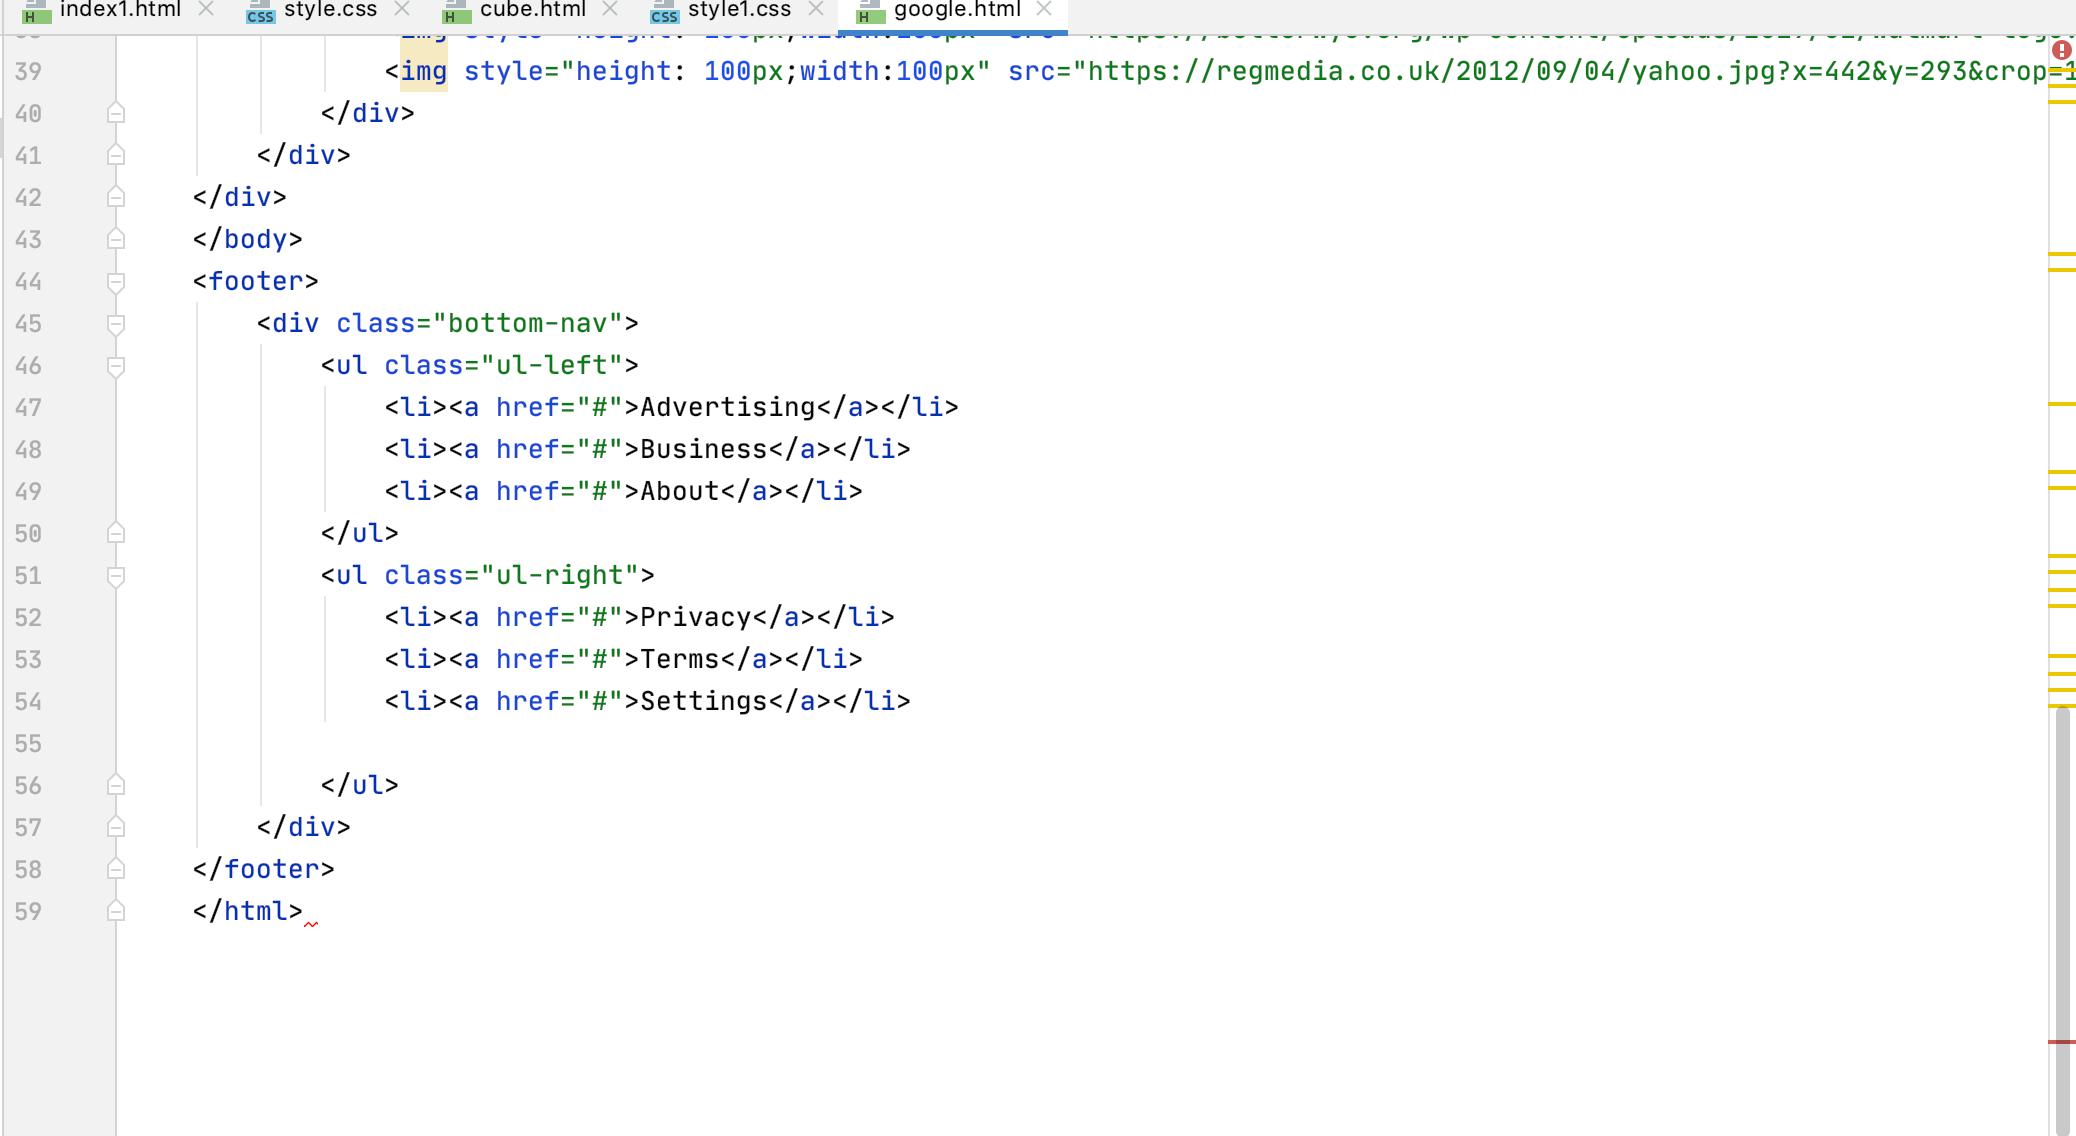 index1.html style.css cube.html style1.css google.html
39 <img style="height: 100px;width:100px" src="https://regmedia.co.uk/2012/09/04/yahoo.jpg?x=442&y=293&crop=1
40 </div>
41 </div>
42 </div>
43 </body>
44 <footer>
45 <div class="bottom-nav">
46 <ul class="ul-left">
47 <li><a href="#">Advertising</a></li>
48 <li><a href="#">Business</a></li>
49 <li><a href="#">About</a></li>
50 </ul>
51 <ul class="ul-right">
52 <li><a href="#">Privacy</a></li>
53 <li><a href="#">Terms</a></li>
54 <li><a href="#">Settings</a></li>
55
56 </ul>
57 </div>
58 </footer>
59 </html>